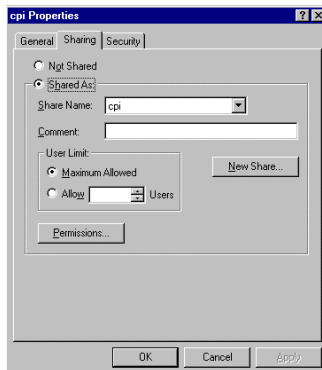 cpi Properties
General Sharing Security
Not Shared
Shared As:
Share Name: cpi
Comment:
User Limit:
Maximum Allowed
Allow Users
New Share...
Permissions...
OK Cancel Apply